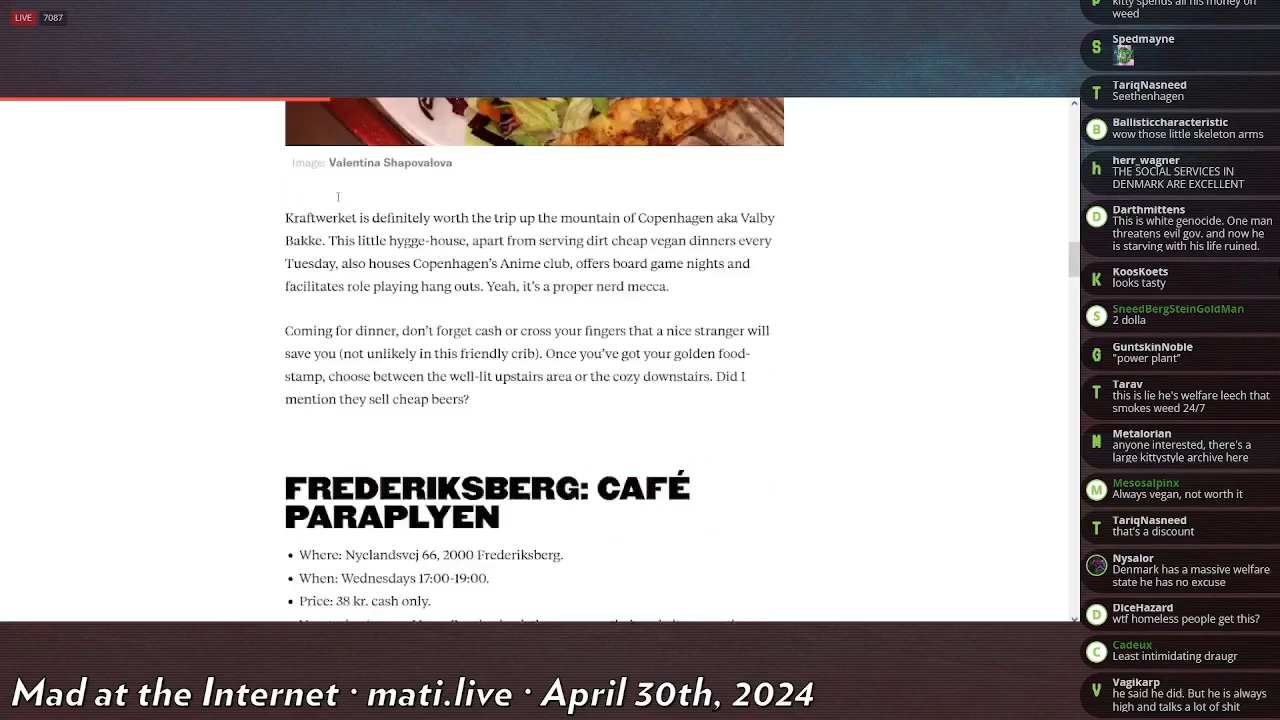 LIVE 7087
Image: Valentina Shapovalova
Kraftwerket is definitely worth the trip up the mountain of Copenhagen aka Valby
Bakke. This little hygge-house, apart from serving dirt cheap vegan dinners every
Tuesday, also houses Copenhagen's Anime club, offers board game nights and
facilitates role playing hang outs. Yeah, it's a proper nerd mecca.
Coming for dinner, don't forget cash or cross your fingers that a nice stranger will
save you (not unlikely in this friendly crib). Once you've got your golden food-
stamp, choose between the well-lit upstairs area or the cozy downstairs. Did I
mention they sell cheap beers?
FREDERIKSBERG: CAFÉ
PARAPLYEN
• Where: Nyelandsvej 66, 2000 Frederiksberg.
• When: Wednesdays 17:00-19:00.
• Price: 38 kr. cash only.
kitty spends all his money on
weed
S
Spedmayne
T
TariqNasneed
Seethenhagen
B
Ballisticcharacteristic
wow those little skeleton arms
h
herr_wagner
THE SOCIAL SERVICES IN
DENMARK ARE EXCELLENT
D
Darthmittens
This is white genocide. One man
threatens evil gov. and now he
is starving with his life ruined.
K
KoosKoets
looks tasty
S
SneedBergSteinGoldMan
2 dolla
G
GuntskinNoble
"power plant"
T
Tarav
this is lie he's welfare leech that
smokes weed 24/7
M
Metalorian
anyone interested, there's a
large kittystyle archive here
M
Mesosalpinx
Always vegan, not worth it
T
TariqNasneed
that's a discount
Nysalor
Denmark has a massive welfare
state he has no excuse
D
DiceHazard
wtf homeless people get this?
C
Cadeux
Least intimidating draugr
V
Vagikarp
he said he did. But he is always
high and talks a lot of shit
Mad at the Internet · mati.live · April 30th, 2024